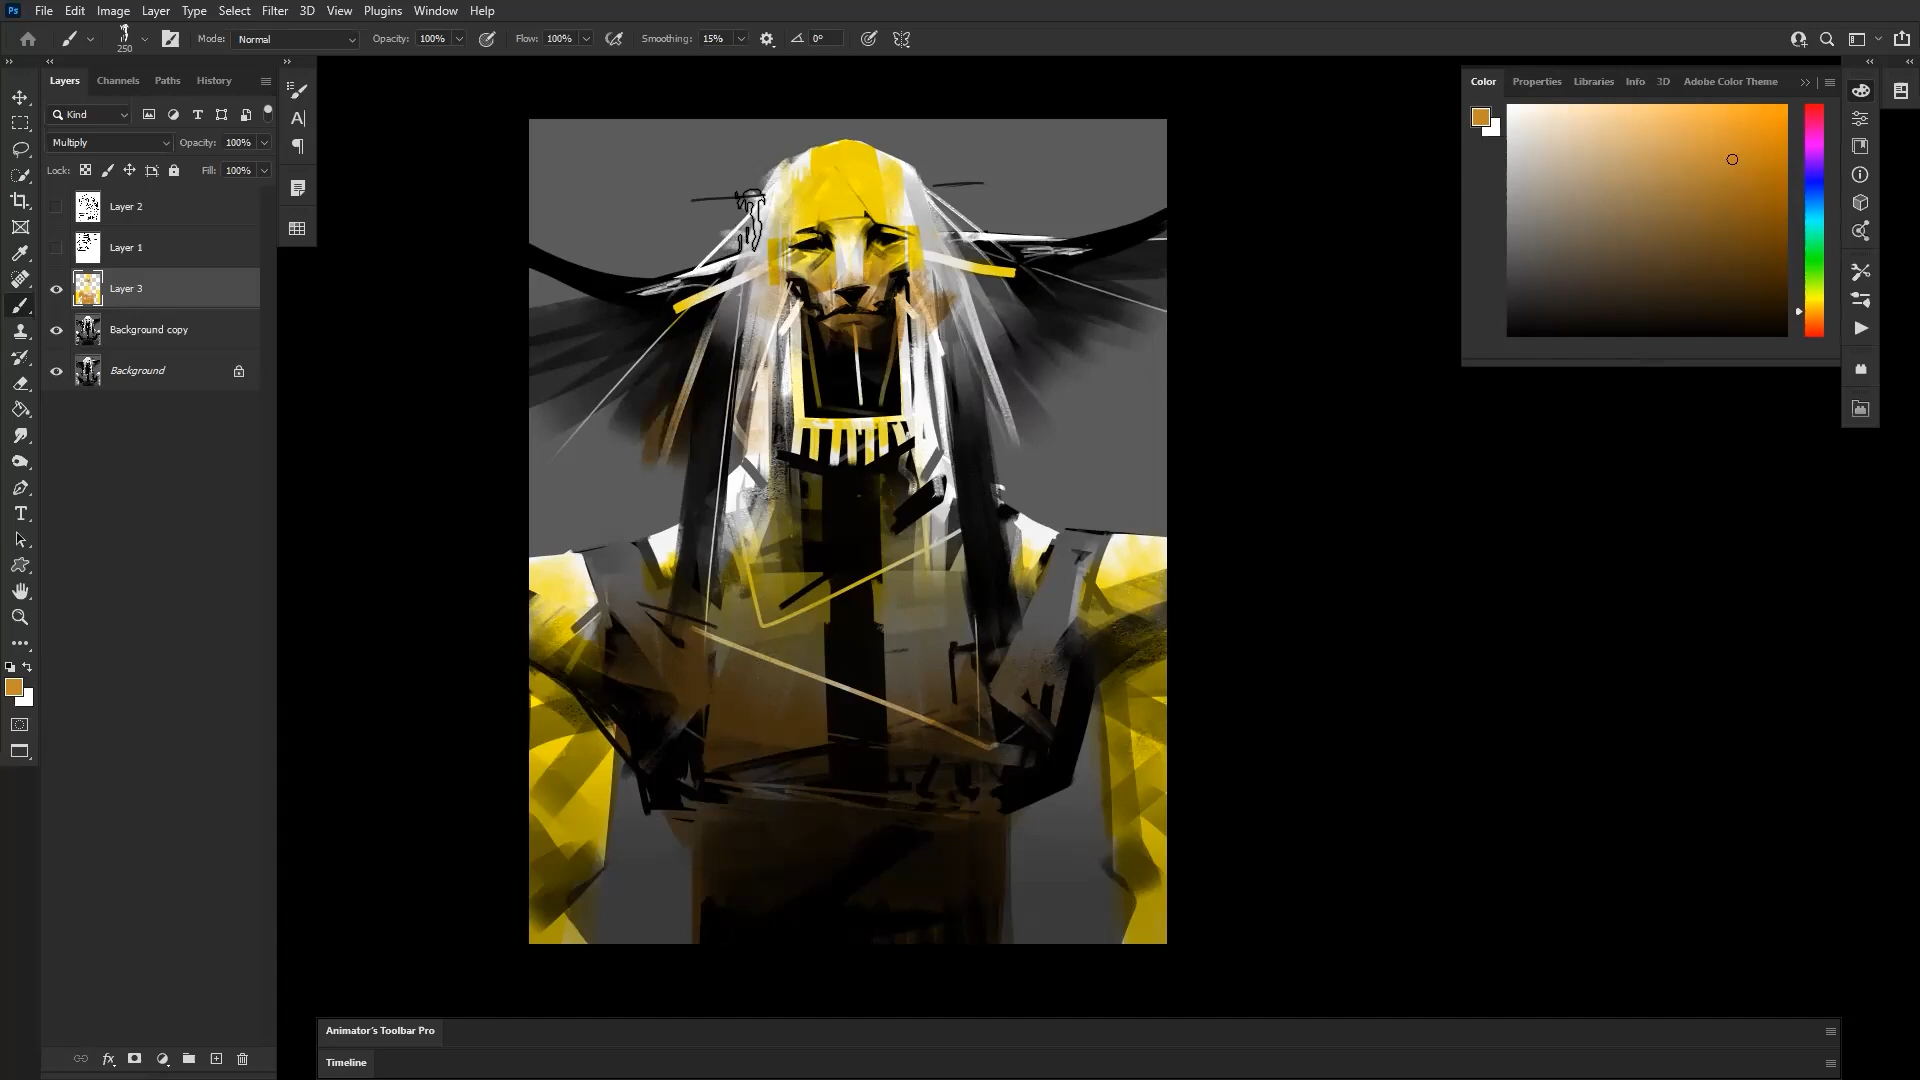 Ps File Edit Image Layer Type Select Filter 3D View Plugins Window Help
250 Mode: Normal Opacity: 100% Flow: 100% Smoothing: 15% 0°
Layers Channels Paths History
Kind
Multiply Opacity: 100%
Lock: Fill: 100%
Layer 2
Layer 1
Layer 3
Background copy
Background
Color Properties Libraries Info 3D Adobe Color Theme
Animator's Toolbar Pro
Timeline